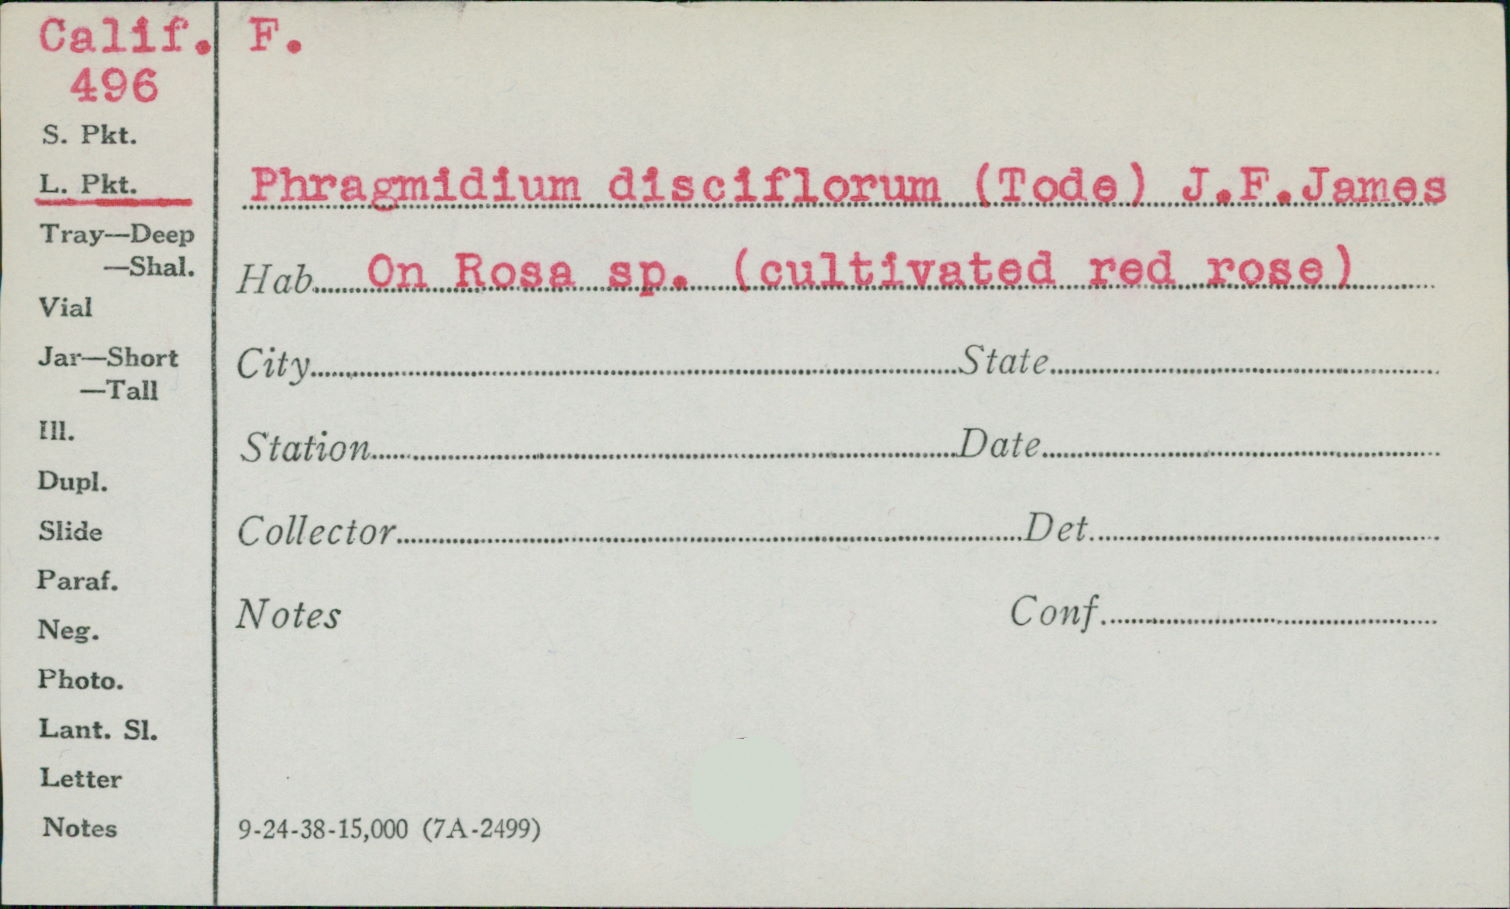 Calif. F.
496
S. Pkt.
L. Pkt.
Phragmidium disciflorum (Tode) J.F.James
Tray—Deep
—Shal.
Hab. On Rosa sp. (cultivated red rose)
Vial
Jar—Short
—Tall
City State
Ill.
Station Date
Dupl.
Slide
Collector Det.
Paraf.
Neg.
Notes Conf.
Photo.
Lant. Sl.
Letter
Notes
9-24-38-15,000 (7A-2499)